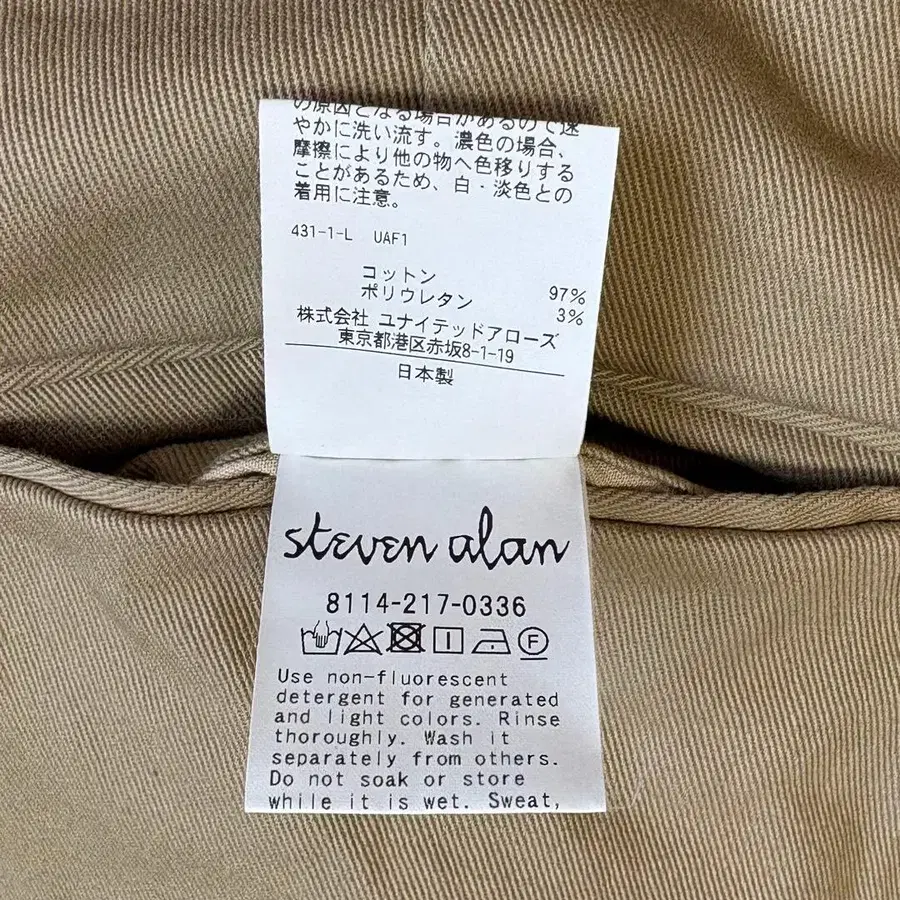 の原因となる場合があるので速
やかに洗い流す。濃色の場合、
摩擦により他の物へ色移りする
ことがあるため、白・淡色との
着用に注意。
431-1-L UAF1
コットン 97%
ポリウレタン 3%
株式会社 ユナイテッドアローズ
東京都港区赤坂8-1-19
日本製
steven alan
8114-217-0336
F
Use non-fluorescent
detergent for generated
and light colors. Rinse
thoroughly. Wash it
separately from others.
Do not soak or store
while it is wet. Sweat,